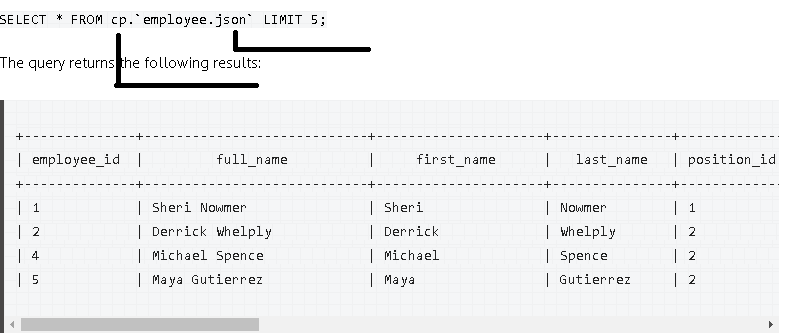 SELECT * FROM cp.`employee.json` LIMIT 5;
The query returns the following results:
+-------------+-------------------------+-------------------+-------------+-------------
| employee_id | full_name | first_name | last_name | position_id
+-------------+-------------------------+-------------------+-------------+-------------
| 1 | Sheri Nowmer | Sheri | Nowmer | 1
| 2 | Derrick Whelply | Derrick | Whelply | 2
| 4 | Michael Spence | Michael | Spence | 2
| 5 | Maya Gutierrez | Maya | Gutierrez | 2